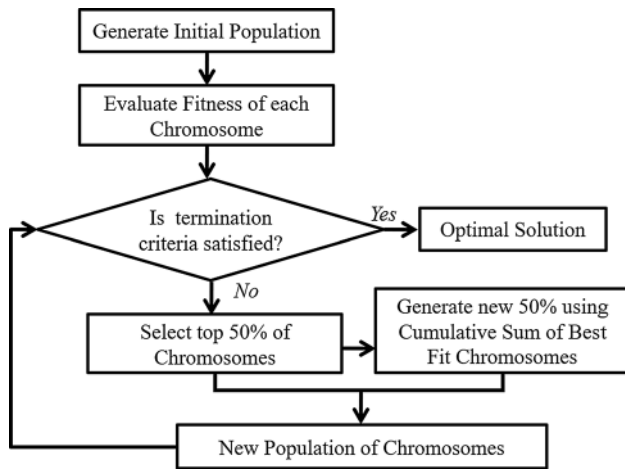 Generate Initial Population
Evaluate Fitness of each
Chromosome
Is termination
criteria satisfied?
Yes
Optimal Solution
No
Select top 50% of
Chromosomes
Generate new 50% using
Cumulative Sum of Best
Fit Chromosomes
New Population of Chromosomes